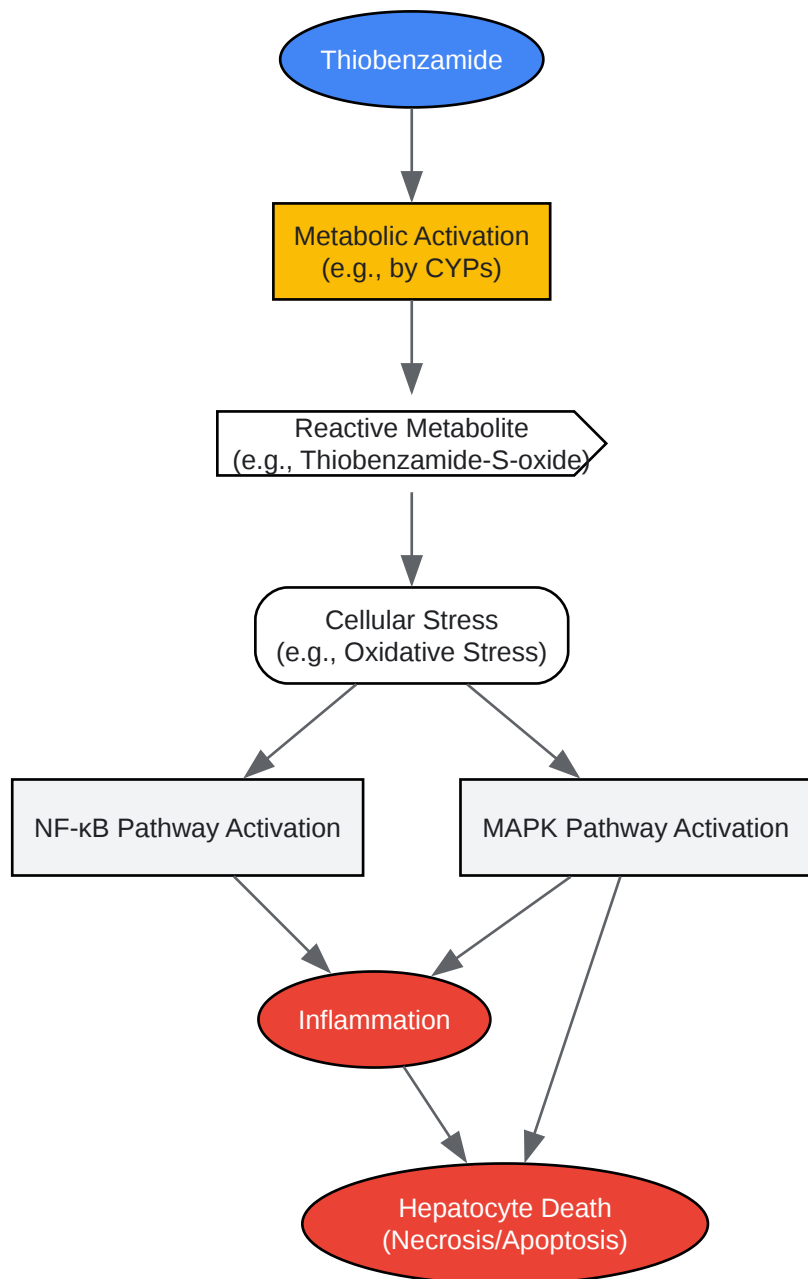 Thiobenzamide
Metabolic Activation
(e.g., by CYPs)
Reactive Metabolite
(e.g., Thiobenzamide-S-oxide)
Cellular Stress
(e.g., Oxidative Stress)
NF-κB Pathway Activation
MAPK Pathway Activation
Inflammation
Hepatocyte Death
(Necrosis/Apoptosis)